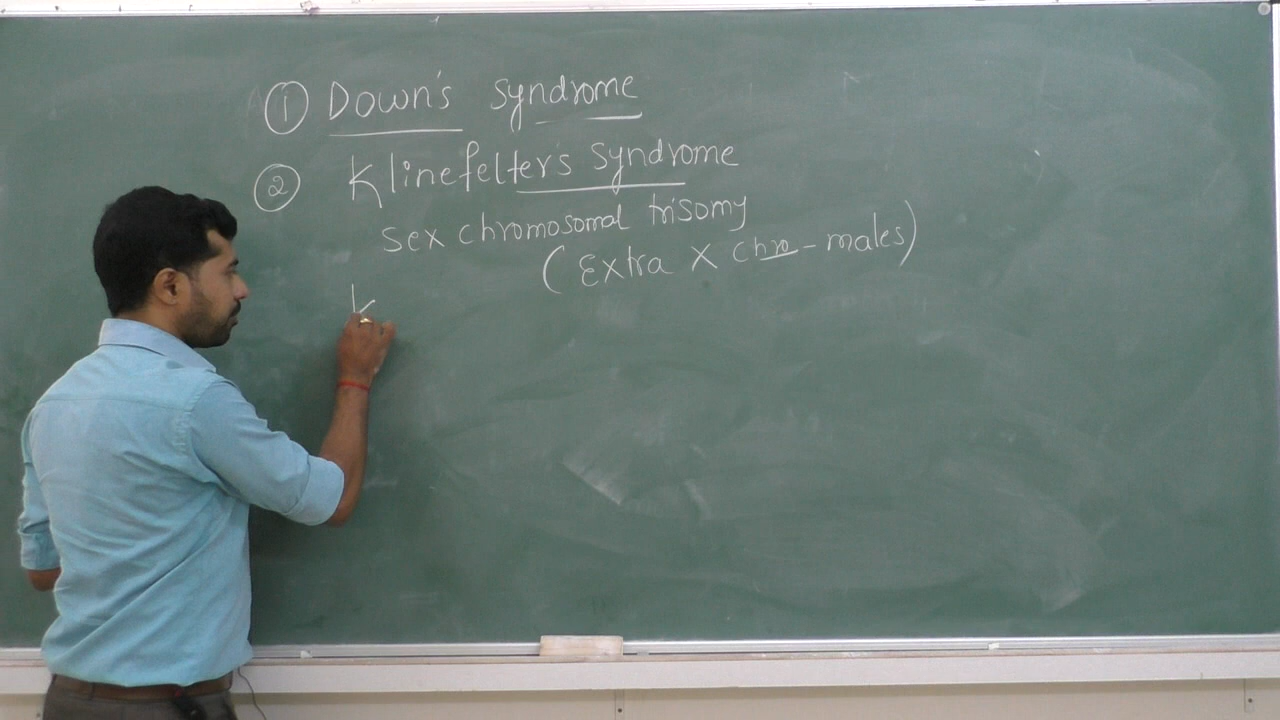 ① Down's syndrome
② Klinefelter's syndrome
sex chromosomal trisomy
(Extra X chro - males)
K